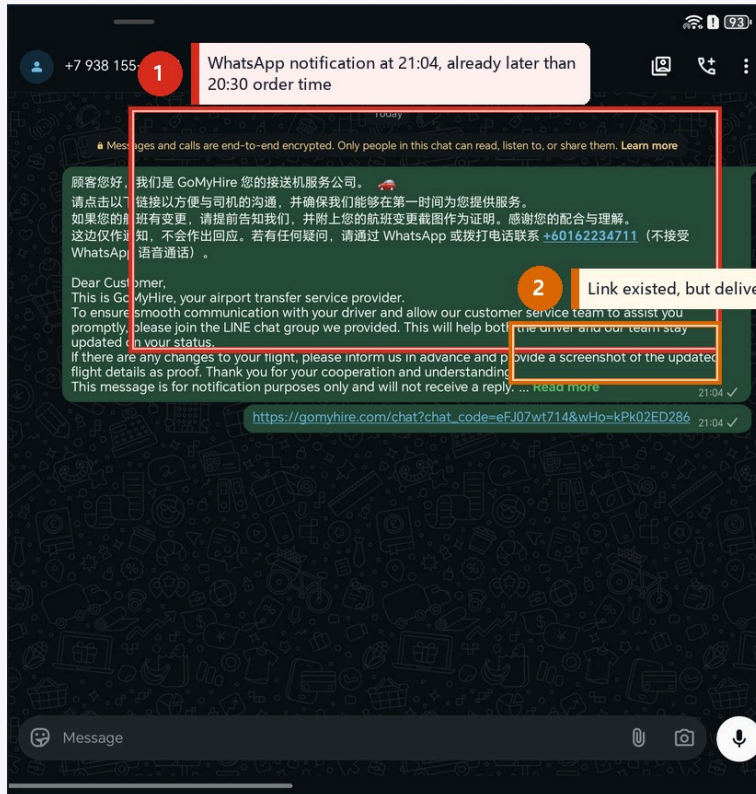 93
+7 938 155-
1
WhatsApp notification at 21:04, already later than
20:30 order time
Today
Messages and calls are end-to-end encrypted. Only people in this chat can read, listen to, or share them. Learn more
顾客您好，我们是 GoMyHire 您的接送机服务公司。 🚗
请点击以下链接以方便与司机的沟通，并确保我们能够在第一时间为您提供服务。
如果您的航班有变更，请提前告知我们，并附上您的航班变更截图作为证明。感谢您的配合与理解。
这边仅作通知，不会作出回应。若有任何疑问，请通过 WhatsApp 或拨打电话联系 +60162234711（不接受
WhatsApp 语音通话）。
Dear Customer,
This is GoMyHire, your airport transfer service provider.
2
Link existed, but delive
To ensure smooth communication with your driver and allow our customer service team to assist you
promptly, please join the LINE chat group we provided. This will help both the driver and our team stay
updated on your status.
If there are any changes to your flight, please inform us in advance and provide a screenshot of the updated
flight details as proof. Thank you for your cooperation and understanding
This message is for notification purposes only and will not receive a reply. ... Read more
21:04
https://gomyhire.com/chat?chat_code=eFJ07wt714&wHo=kPk02ED286 21:04
Message